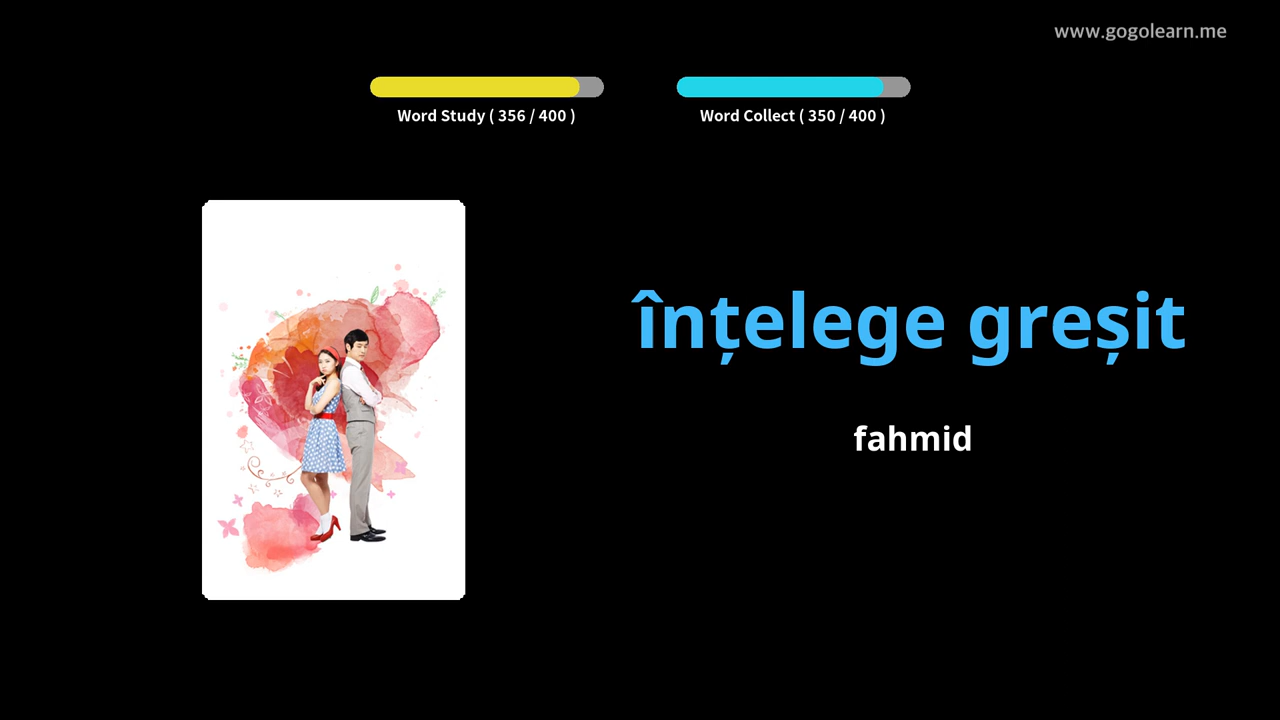 www.gogolearn.me
Word Study ( 356 / 400 )
Word Collect ( 350 / 400 )
înțelege greșit
fahmid